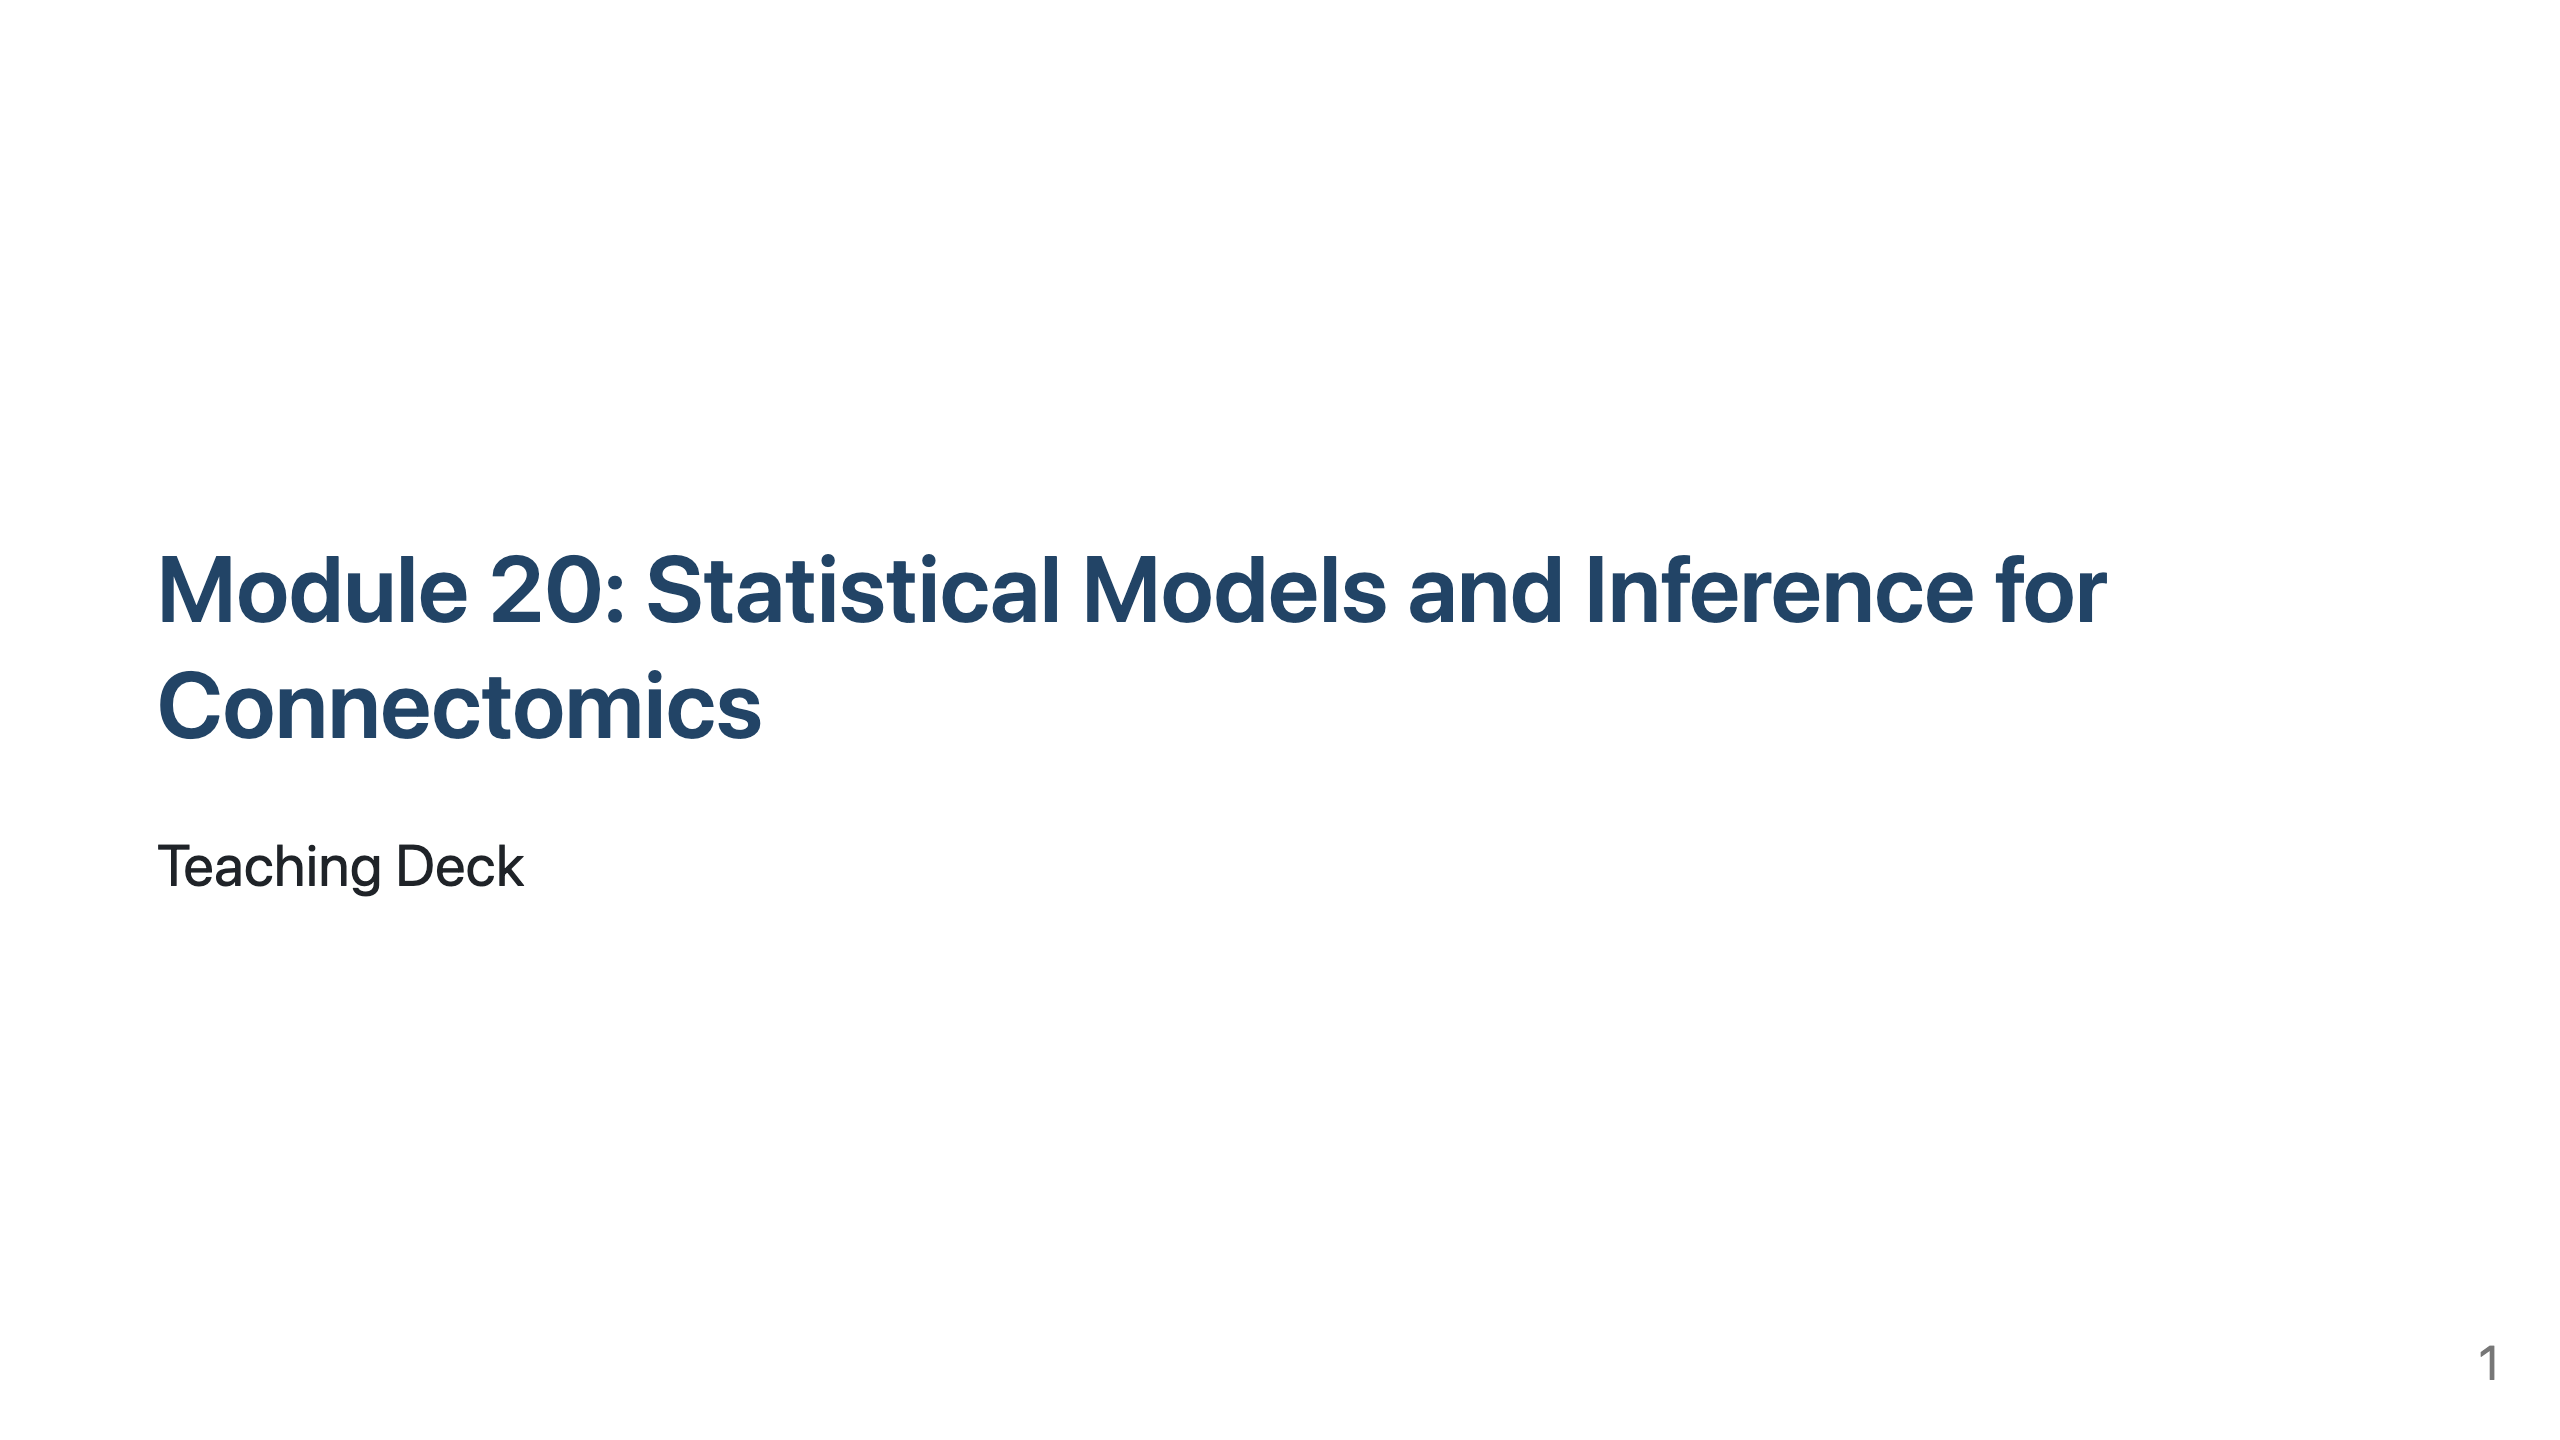 Module 20: Statistical Models and Inference for
Connectomics
Teaching Deck
1